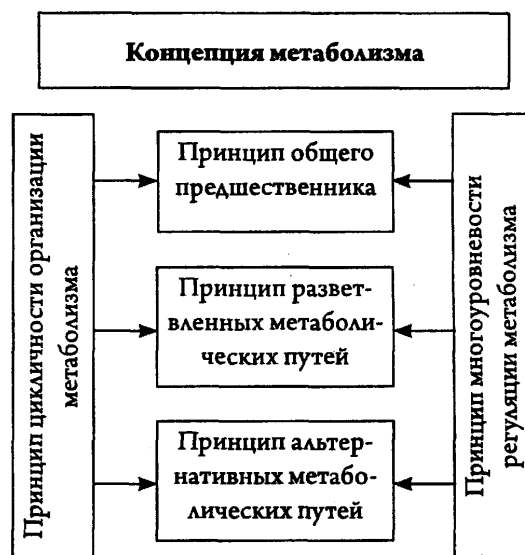 Концепция метаболизма
Принцип цикличности организации
метаболизма
Принцип общего
предшественника
Принцип развет-
вленных метаболи-
ческих путей
Принцип альтер-
нативных метабо-
лических путей
Принцип многоуровневости
регуляции метаболизма